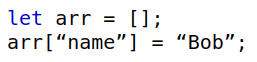 let arr = [];
arr[“name”] = “Bob”;